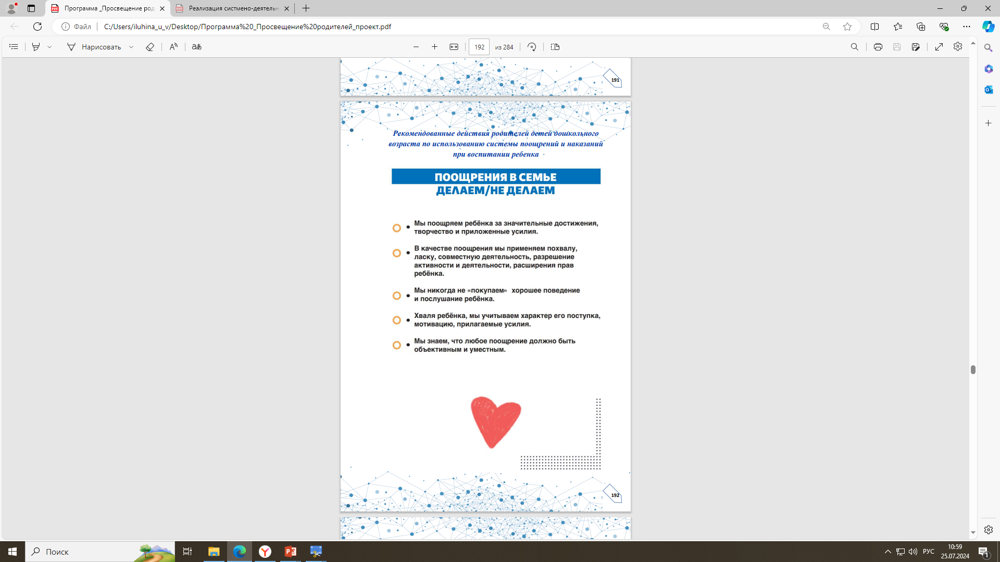 Программа _Просвещение род
Реализация систмено-деятельн
Файл
C:/Users/iluhina_u_v/Desktop/Программа%20_Просвещение%20родителей_проект.pdf
Нарисовать
192 из 284
191
Рекомендованные действия родителей детей дошкольного
возраста по использованию системы поощрений и наказаний
при воспитании ребенка
ПООЩРЕНИЯ В СЕМЬЕ
ДЕЛАЕМ/НЕ ДЕЛАЕМ
• Мы поощряем ребёнка за значительные достижения,
творчество и приложенные усилия.
• В качестве поощрения мы применяем похвалу,
ласку, совместную деятельность, разрешение
активности и деятельности, расширения прав
ребёнка.
• Мы никогда не «покупаем» хорошее поведение
и послушание ребёнка.
• Хваля ребёнка, мы учитываем характер его поступка,
мотивацию, прилагаемые усилия.
• Мы знаем, что любое поощрение должно быть
объективным и уместным.
192
Поиск
РУС
10:59
25.07.2024
1